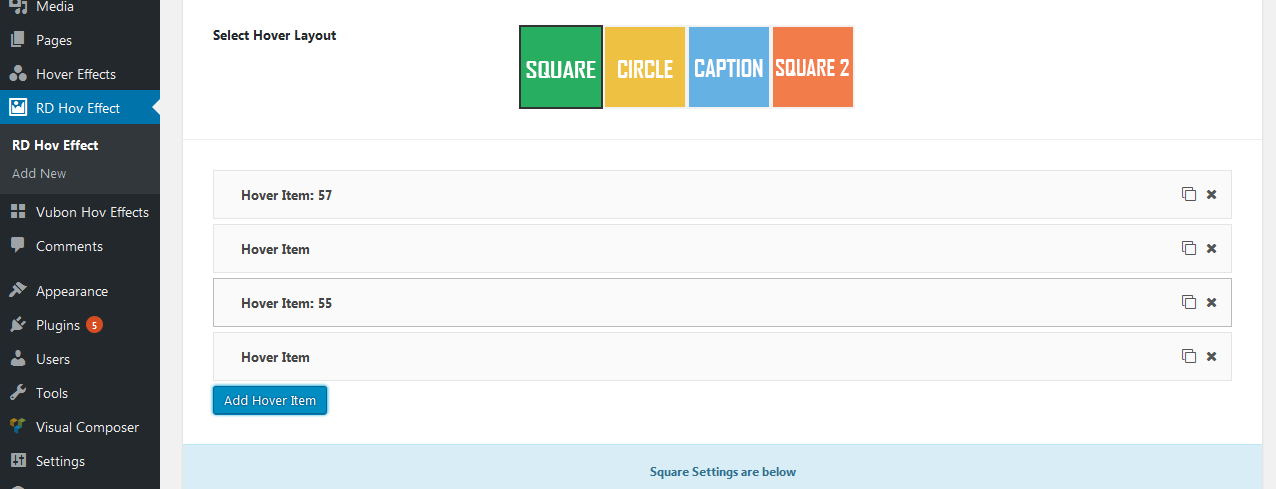 Media
Pages
Hover Effects
RD Hov Effect
RD Hov Effect
Add New
Vubon Hov Effects
Comments
Appearance
Plugins 5
Users
Tools
Visual Composer
Settings
Select Hover Layout
SQUARE
CIRCLE
CAPTION
SQUARE 2
Hover Item: 57
Hover Item
Hover Item: 55
Hover Item
Add Hover Item
Square Settings are below